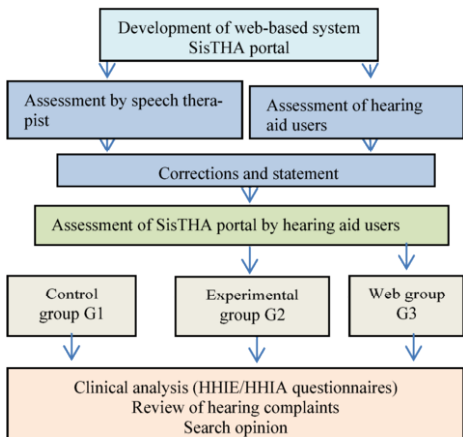 Development of web-based system
SisTHA portal
Assessment by speech thera-
pist
Assessment of hearing
aid users
Corrections and statement
Assessment of SisTHA portal by hearing aid users
Control
group G1
Experimental
group G2
Web group
G3
Clinical analysis (HHIE/HHIA questionnaires)
Review of hearing complaints
Search opinion